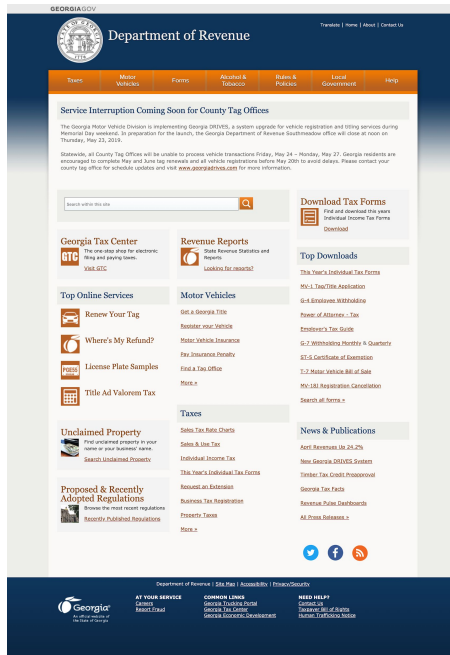 GEORGIAGOV
Translate | Home | About | Contact Us
Department of Revenue
Taxes
Motor Vehicles
Forms
Alcohol & Tobacco
Rules & Policies
Local Government
Help
Service Interruption Coming Soon for County Tag Offices
The Georgia Motor Vehicle Division is implementing Georgia DRIVES, a system upgrade for vehicle registration and titling services during
Memorial Day weekend. In preparation for the launch, the Georgia Department of Revenue Southmeadow office will close at noon on
Thursday, May 23, 2019.
Statewide, all County Tag Offices will be unable to process vehicle transactions Friday, May 24 – Monday, May 27. Georgia residents are
encouraged to complete May and June tag renewals and all vehicle registrations before May 20th to avoid delays. Please contact your
county tag office for schedule updates and visit www.georgiadrives.com for more information.
Search within this site
Download Tax Forms
Find and download this years
Individual Income Tax Forms
Download
Georgia Tax Center
GTC
The one-stop shop for electronic
filing and paying taxes.
Visit GTC
Revenue Reports
State Revenue Statistics and
Reports
Looking for reports?
Top Downloads
This Year's Individual Tax Forms
MV-1 Tag/Title Application
G-4 Employee Withholding
Power of Attorney - Tax
Employer's Tax Guide
G-7 Withholding Monthly & Quarterly
ST-5 Certificate of Exemption
T-7 Motor Vehicle Bill of Sale
MV-18J Registration Cancellation
Search all forms »
Top Online Services
Renew Your Tag
Where's My Refund?
License Plate Samples
Title Ad Valorem Tax
Motor Vehicles
Get a Georgia Title
Register your Vehicle
Motor Vehicle Insurance
Pay Insurance Penalty
Find a Tag Office
More »
Taxes
Sales Tax Rate Charts
Sales & Use Tax
Individual Income Tax
This Year's Individual Tax Forms
Request an Extension
Business Tax Registration
Property Taxes
More »
Unclaimed Property
Find unclaimed property in your
name or your business' name.
Search Unclaimed Property
Proposed & Recently
Adopted Regulations
Browse the most recent regulations
Recently Published Regulations
News & Publications
April Revenues Up 24.2%
New Georgia DRIVES System
Timber Tax Credit Preapproval
Georgia Tax Facts
Revenue Pulse Dashboards
All Press Releases »
Department of Revenue | Site Map | Accessibility | Privacy/Security
Georgia
An official website of
the State of Georgia
AT YOUR SERVICE
Careers
Report Fraud
COMMON LINKS
Georgia Trucking Portal
Georgia Tax Center
Georgia Economic Development
NEED HELP?
Contact Us
Taxpayer Bill of Rights
Human Trafficking Notice